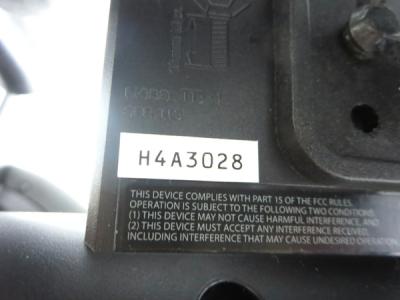 H4A3028
THIS DEVICE COMPLIES WITH PART 15 OF THE FCC RULES.
OPERATION IS SUBJECT TO THE FOLLOWING TWO CONDITIONS.
(1) THIS DEVICE MAY NOT CAUSE HARMFUL INTERFERENCE, AND
(2) THIS DEVICE MUST ACCEPT ANY INTERFERENCE RECEIVED,
INCLUDING INTERFERENCE THAT MAY CAUSE UNDESIRED OPERATION.